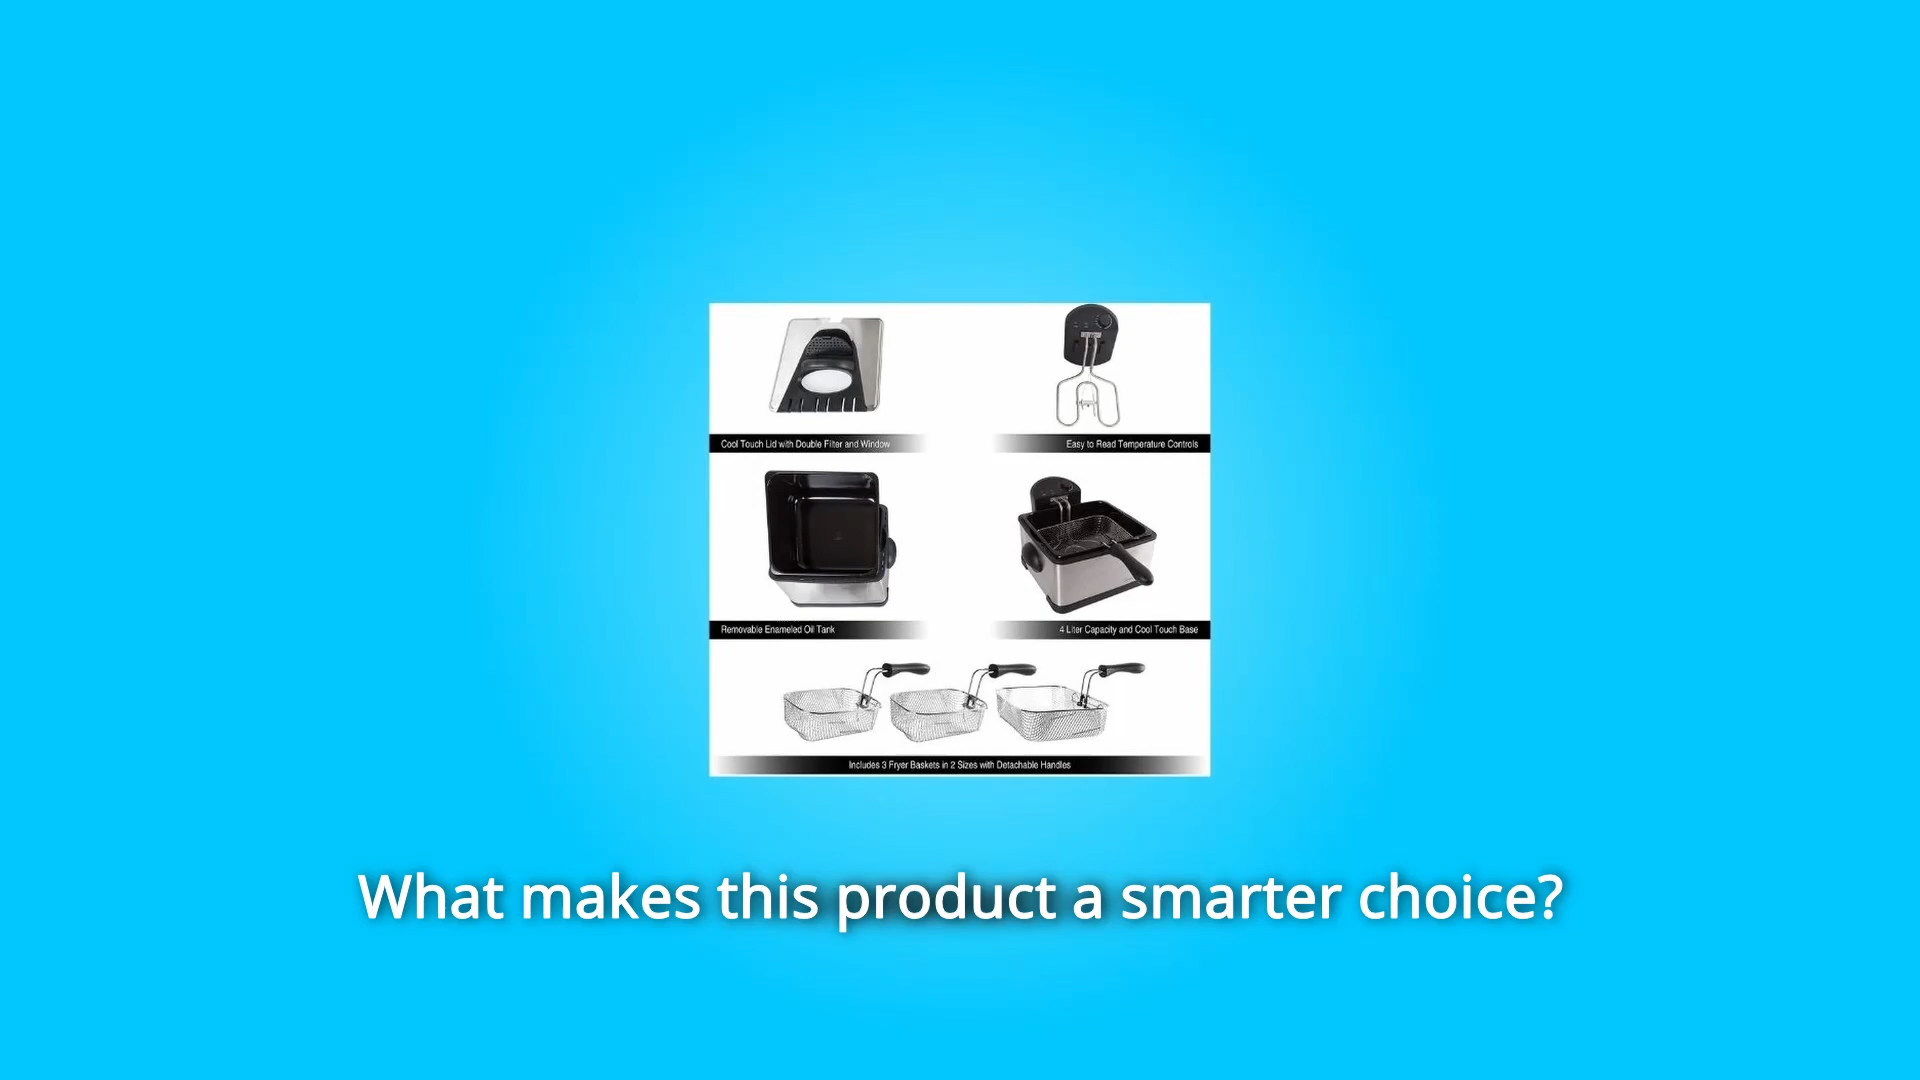 Cool Touch Lid with Double Filter and Window
Easy to Read Temperature Controls
Removable Enameled Oil Tank
4 Liter Capacity and Cool Touch Base
Includes 3 Fryer Baskets in 2 Sizes with Detachable Handles
What makes this product a smarter choice?